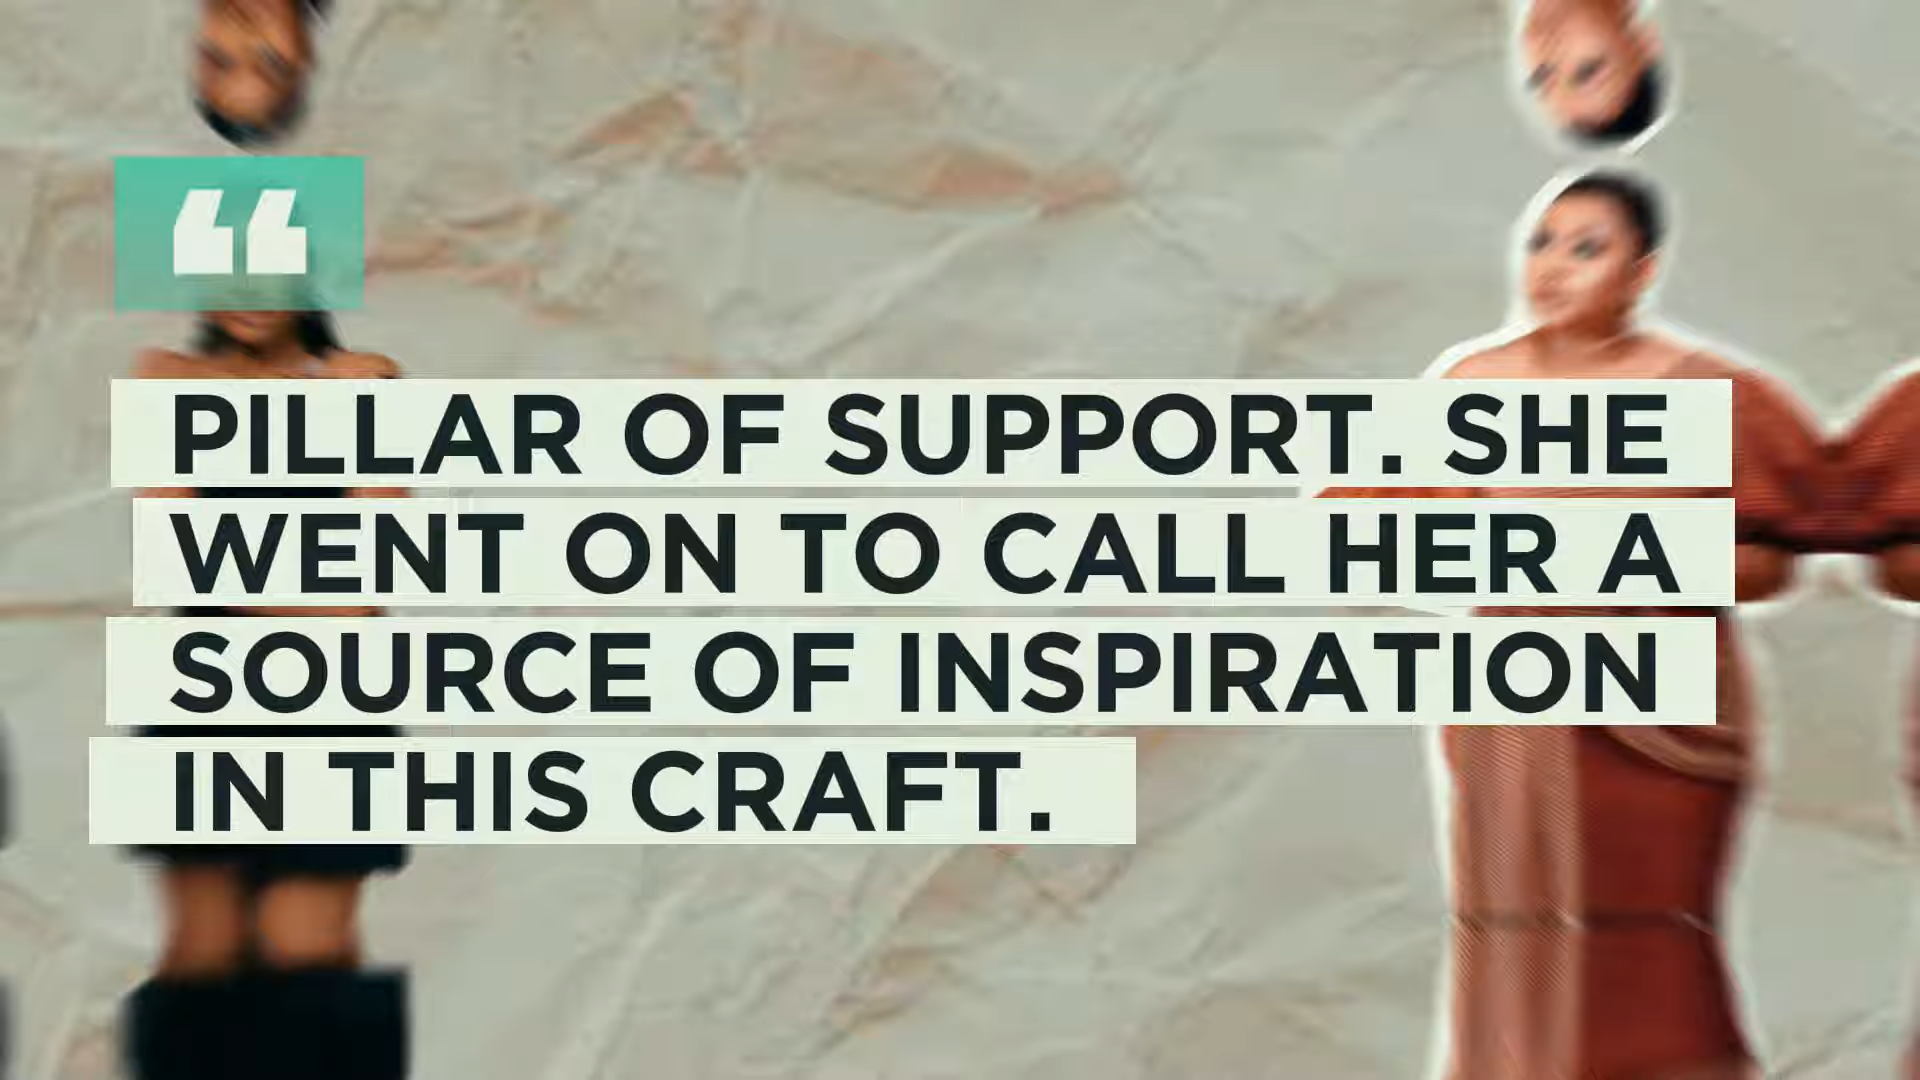 “
PILLAR OF SUPPORT. SHE
WENT ON TO CALL HER A
SOURCE OF INSPIRATION
IN THIS CRAFT.